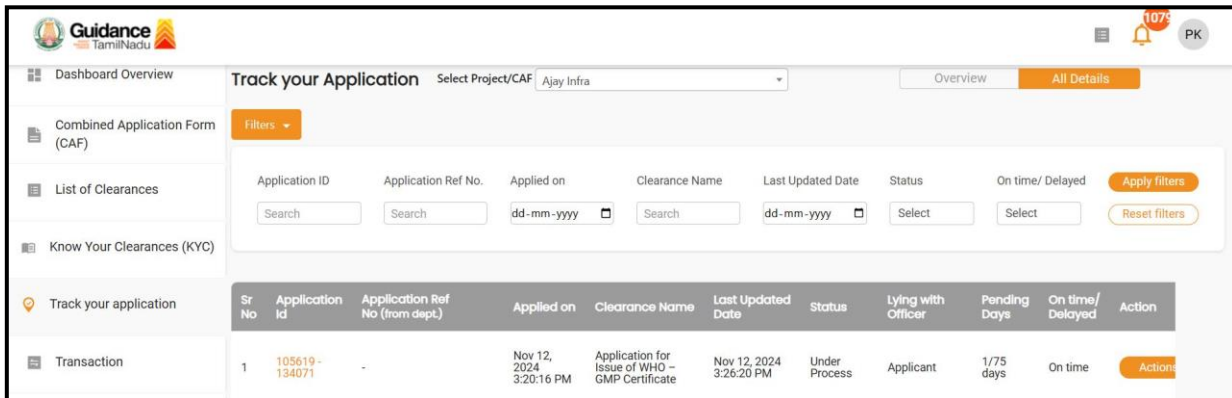 Guidance
TamilNadu
1079
PK
Dashboard Overview
Combined Application Form
(CAF)
List of Clearances
Know Your Clearances (KYC)
Track your application
Transaction
Track your Application Select Project/CAF Ajay Infra Overview All Details
Filters
Application ID Application Ref No. Applied on Clearance Name Last Updated Date Status On time/ Delayed Apply filters
Search Search dd-mm-yyyy Search dd-mm-yyyy Select Select Reset filters
Sr No Application Id Application Ref No (from dept.) Applied on Clearance Name Last Updated Date Status Lying with Officer Pending Days On time/ Delayed Action
1 105619 - 134071 - Nov 12, 2024 3:20:16 PM Application for Issue of WHO – GMP Certificate Nov 12, 2024 3:26:20 PM Under Process Applicant 1/75 days On time Actions